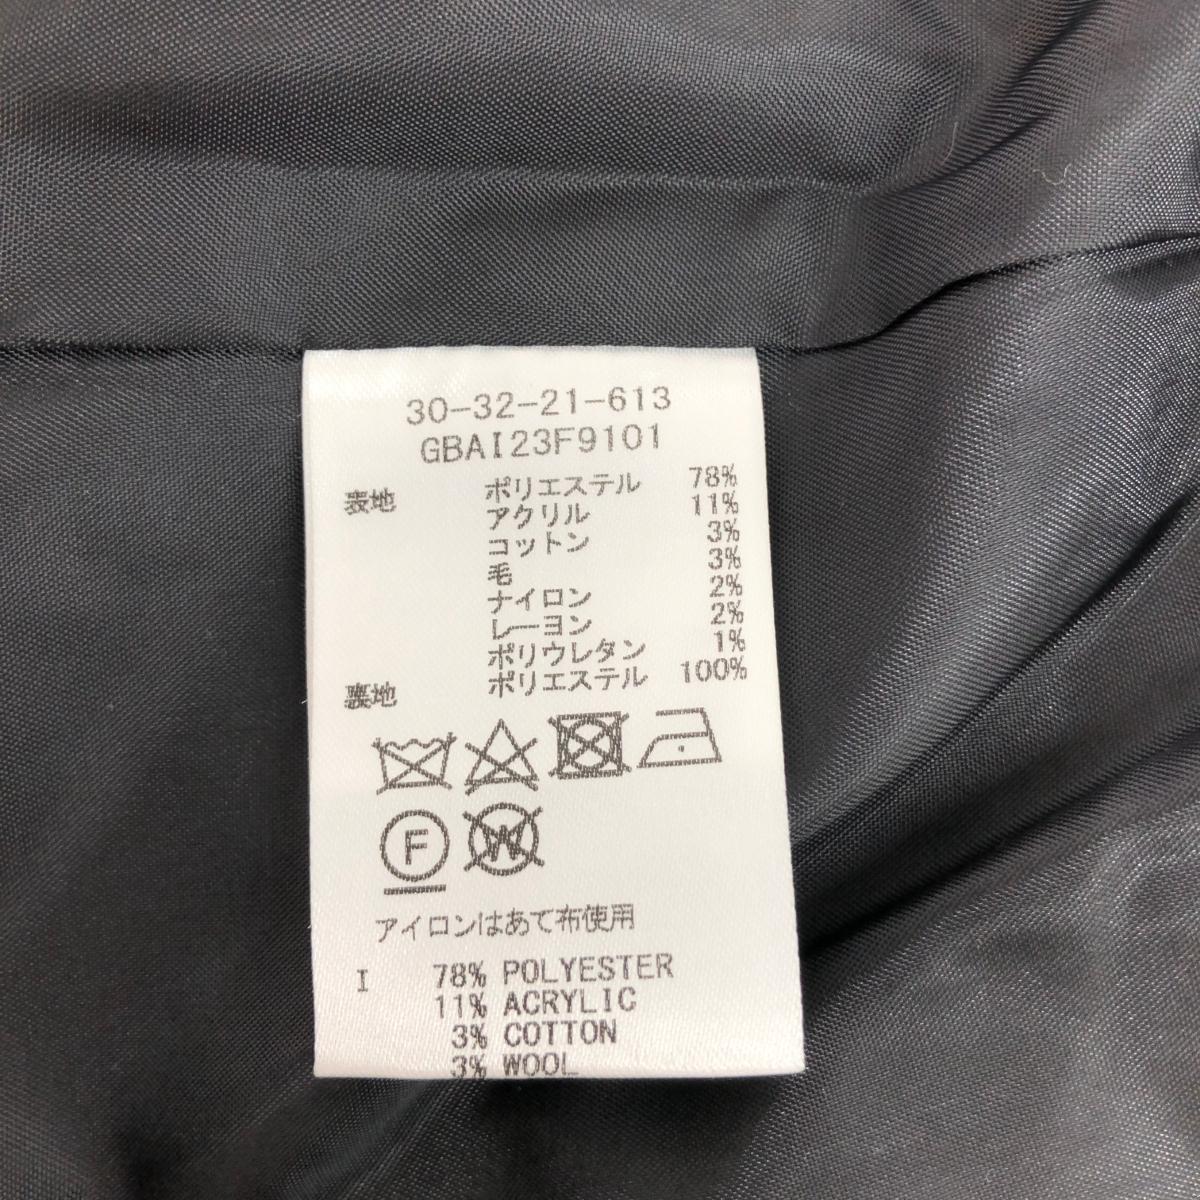 30-32-21-613
GBAI23F9101
表地 ポリエステル 78%
アクリル 11%
コットン 3%
毛 3%
ナイロン 2%
レーヨン 2%
ポリウレタン 1%
裏地 ポリエステル 100%
F W
アイロンはあて布使用
I 78% POLYESTER
11% ACRYLIC
3% COTTON
3% WOOL